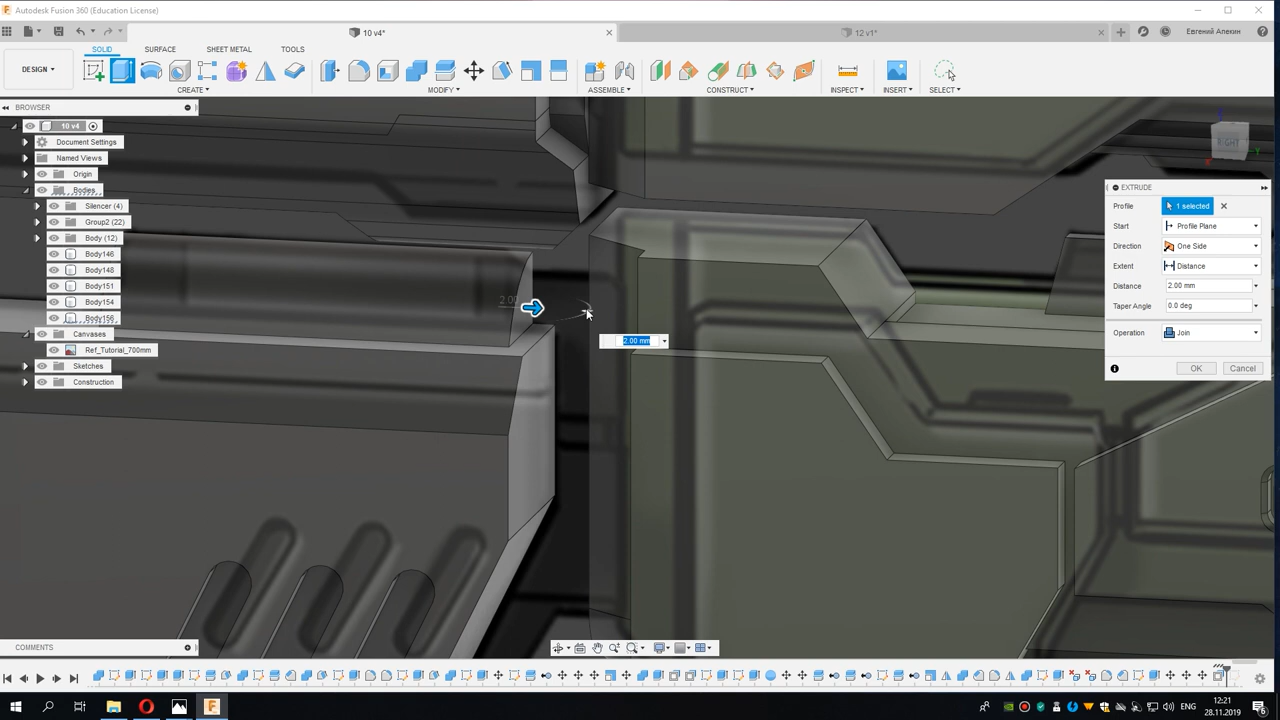 Autodesk Fusion 360 (Education License)
10 v4*
12 v1*
Евгений Апекин
SOLID
SURFACE
SHEET METAL
TOOLS
DESIGN
CREATE
MODIFY
ASSEMBLE
CONSTRUCT
INSPECT
INSERT
SELECT
BROWSER
10 v4
Document Settings
Named Views
Origin
Bodies
Silencer (4)
Group2 (22)
Body (12)
Body146
Body148
Body151
Body154
Body156
Canvases
Ref_Tutorial_700mm
Sketches
Construction
2.00
2.00 mm
RIGHT
EXTRUDE
Profile
1 selected
Start
Profile Plane
Direction
One Side
Extent
Distance
Distance
2.00 mm
Taper Angle
0.0 deg
Operation
Join
OK
Cancel
COMMENTS
ENG
12:21
28.11.2019